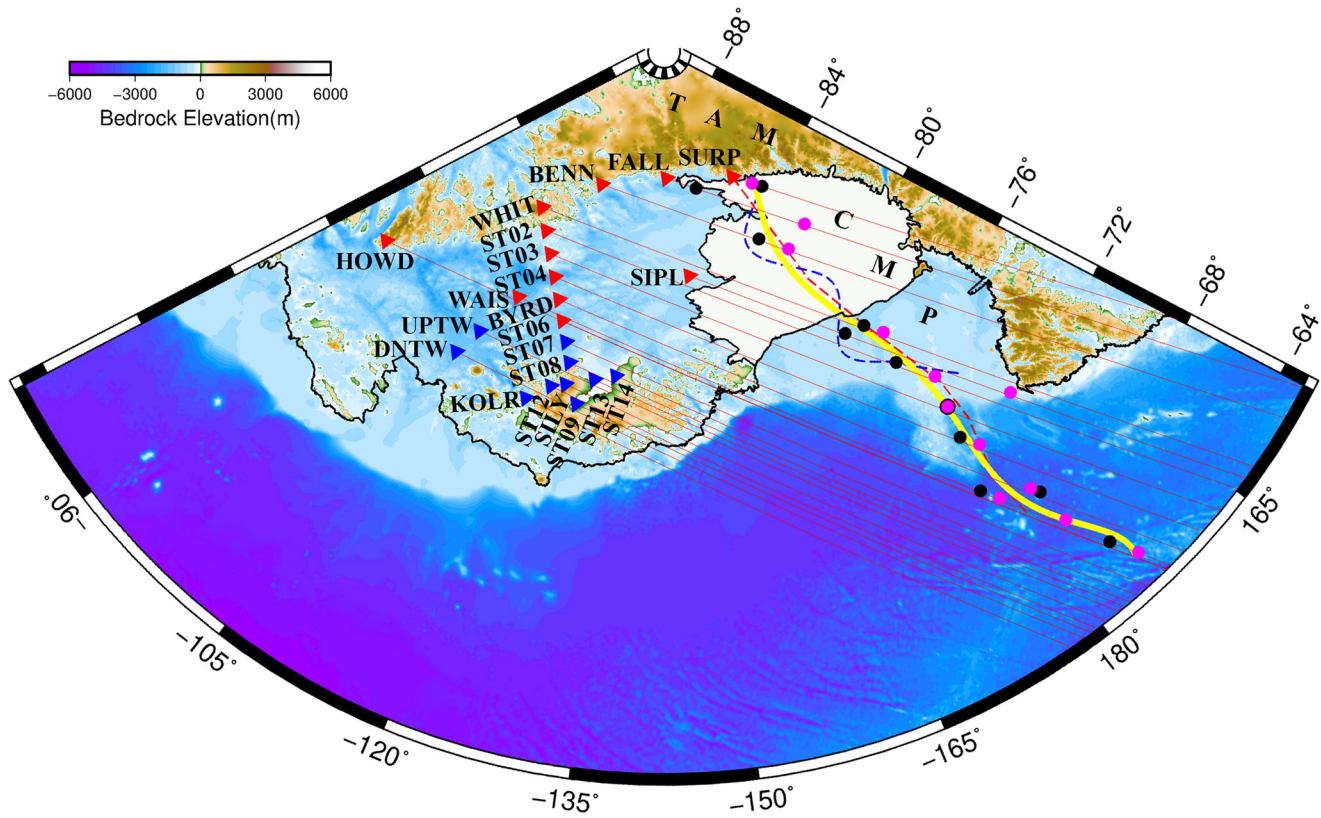 −6000 −3000 0 3000 6000
Bedrock Elevation(m)
−88°
−84°
−80°
−76°
−72°
−68°
−64°
T A M
C
M
P
BENN FALL SURP
WHIT
HOWD
ST02
ST03
ST04
SIPL
WAIS
BYRD
UPTW
ST06
DNTW
ST07
ST08
KOLR
ST12
SILY
ST09
ST13
ST14
−90°
−105°
−120°
−135°
−150°
−165°
180°
165°